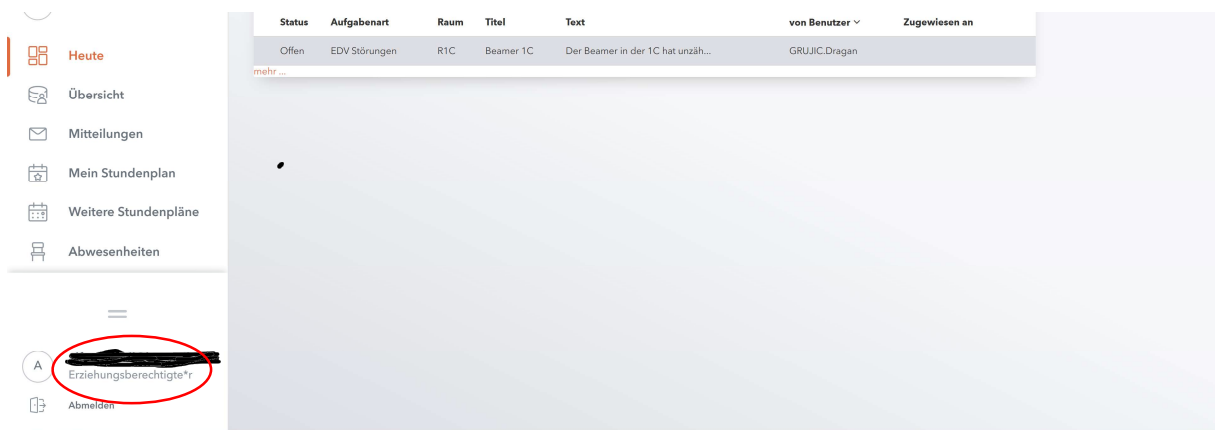 Status Aufgabenart Raum Titel Text von Benutzer Zugewiesen an
Offen EDV Störungen R1C Beamer 1C Der Beamer in der 1C hat unzäh... GRUJIC.Dragan
mehr ...
Heute
Übersicht
Mitteilungen
Mein Stundenplan
Weitere Stundenpläne
Abwesenheiten
A
Erziehungsberechtigte*r
Abmelden